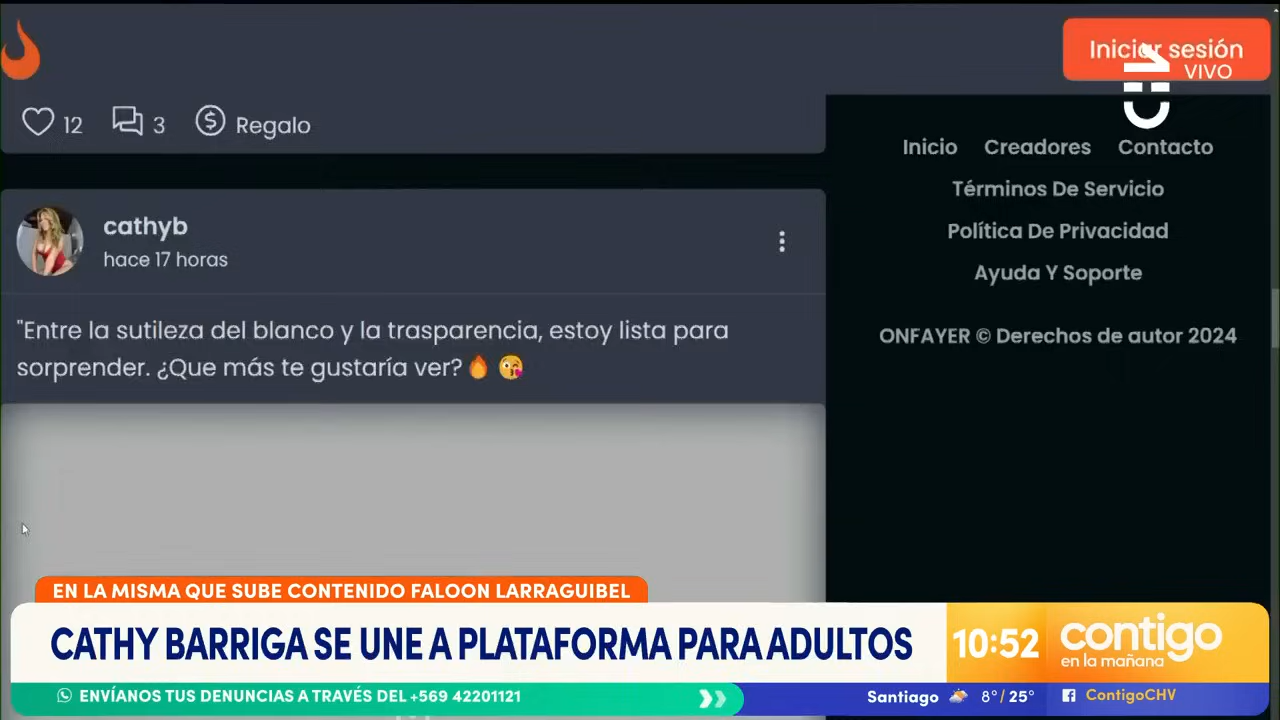 Iniciar sesión
VIVO
12
3
Regalo
Inicio Creadores Contacto
Términos De Servicio
Política De Privacidad
Ayuda Y Soporte
ONFAYER © Derechos de autor 2024
cathyb
hace 17 horas
"Entre la sutileza del blanco y la trasparencia, estoy lista para
sorprender. ¿Que más te gustaría ver?🔥 😘
EN LA MISMA QUE SUBE CONTENIDO FALOON LARRAGUIBEL
CATHY BARRIGA SE UNE A PLATAFORMA PARA ADULTOS
10:52
contigo
en la mañana
ENVÍANOS TUS DENUNCIAS A TRAVÉS DEL +569 42201121
Santiago 8°/25°
ContigoCHV